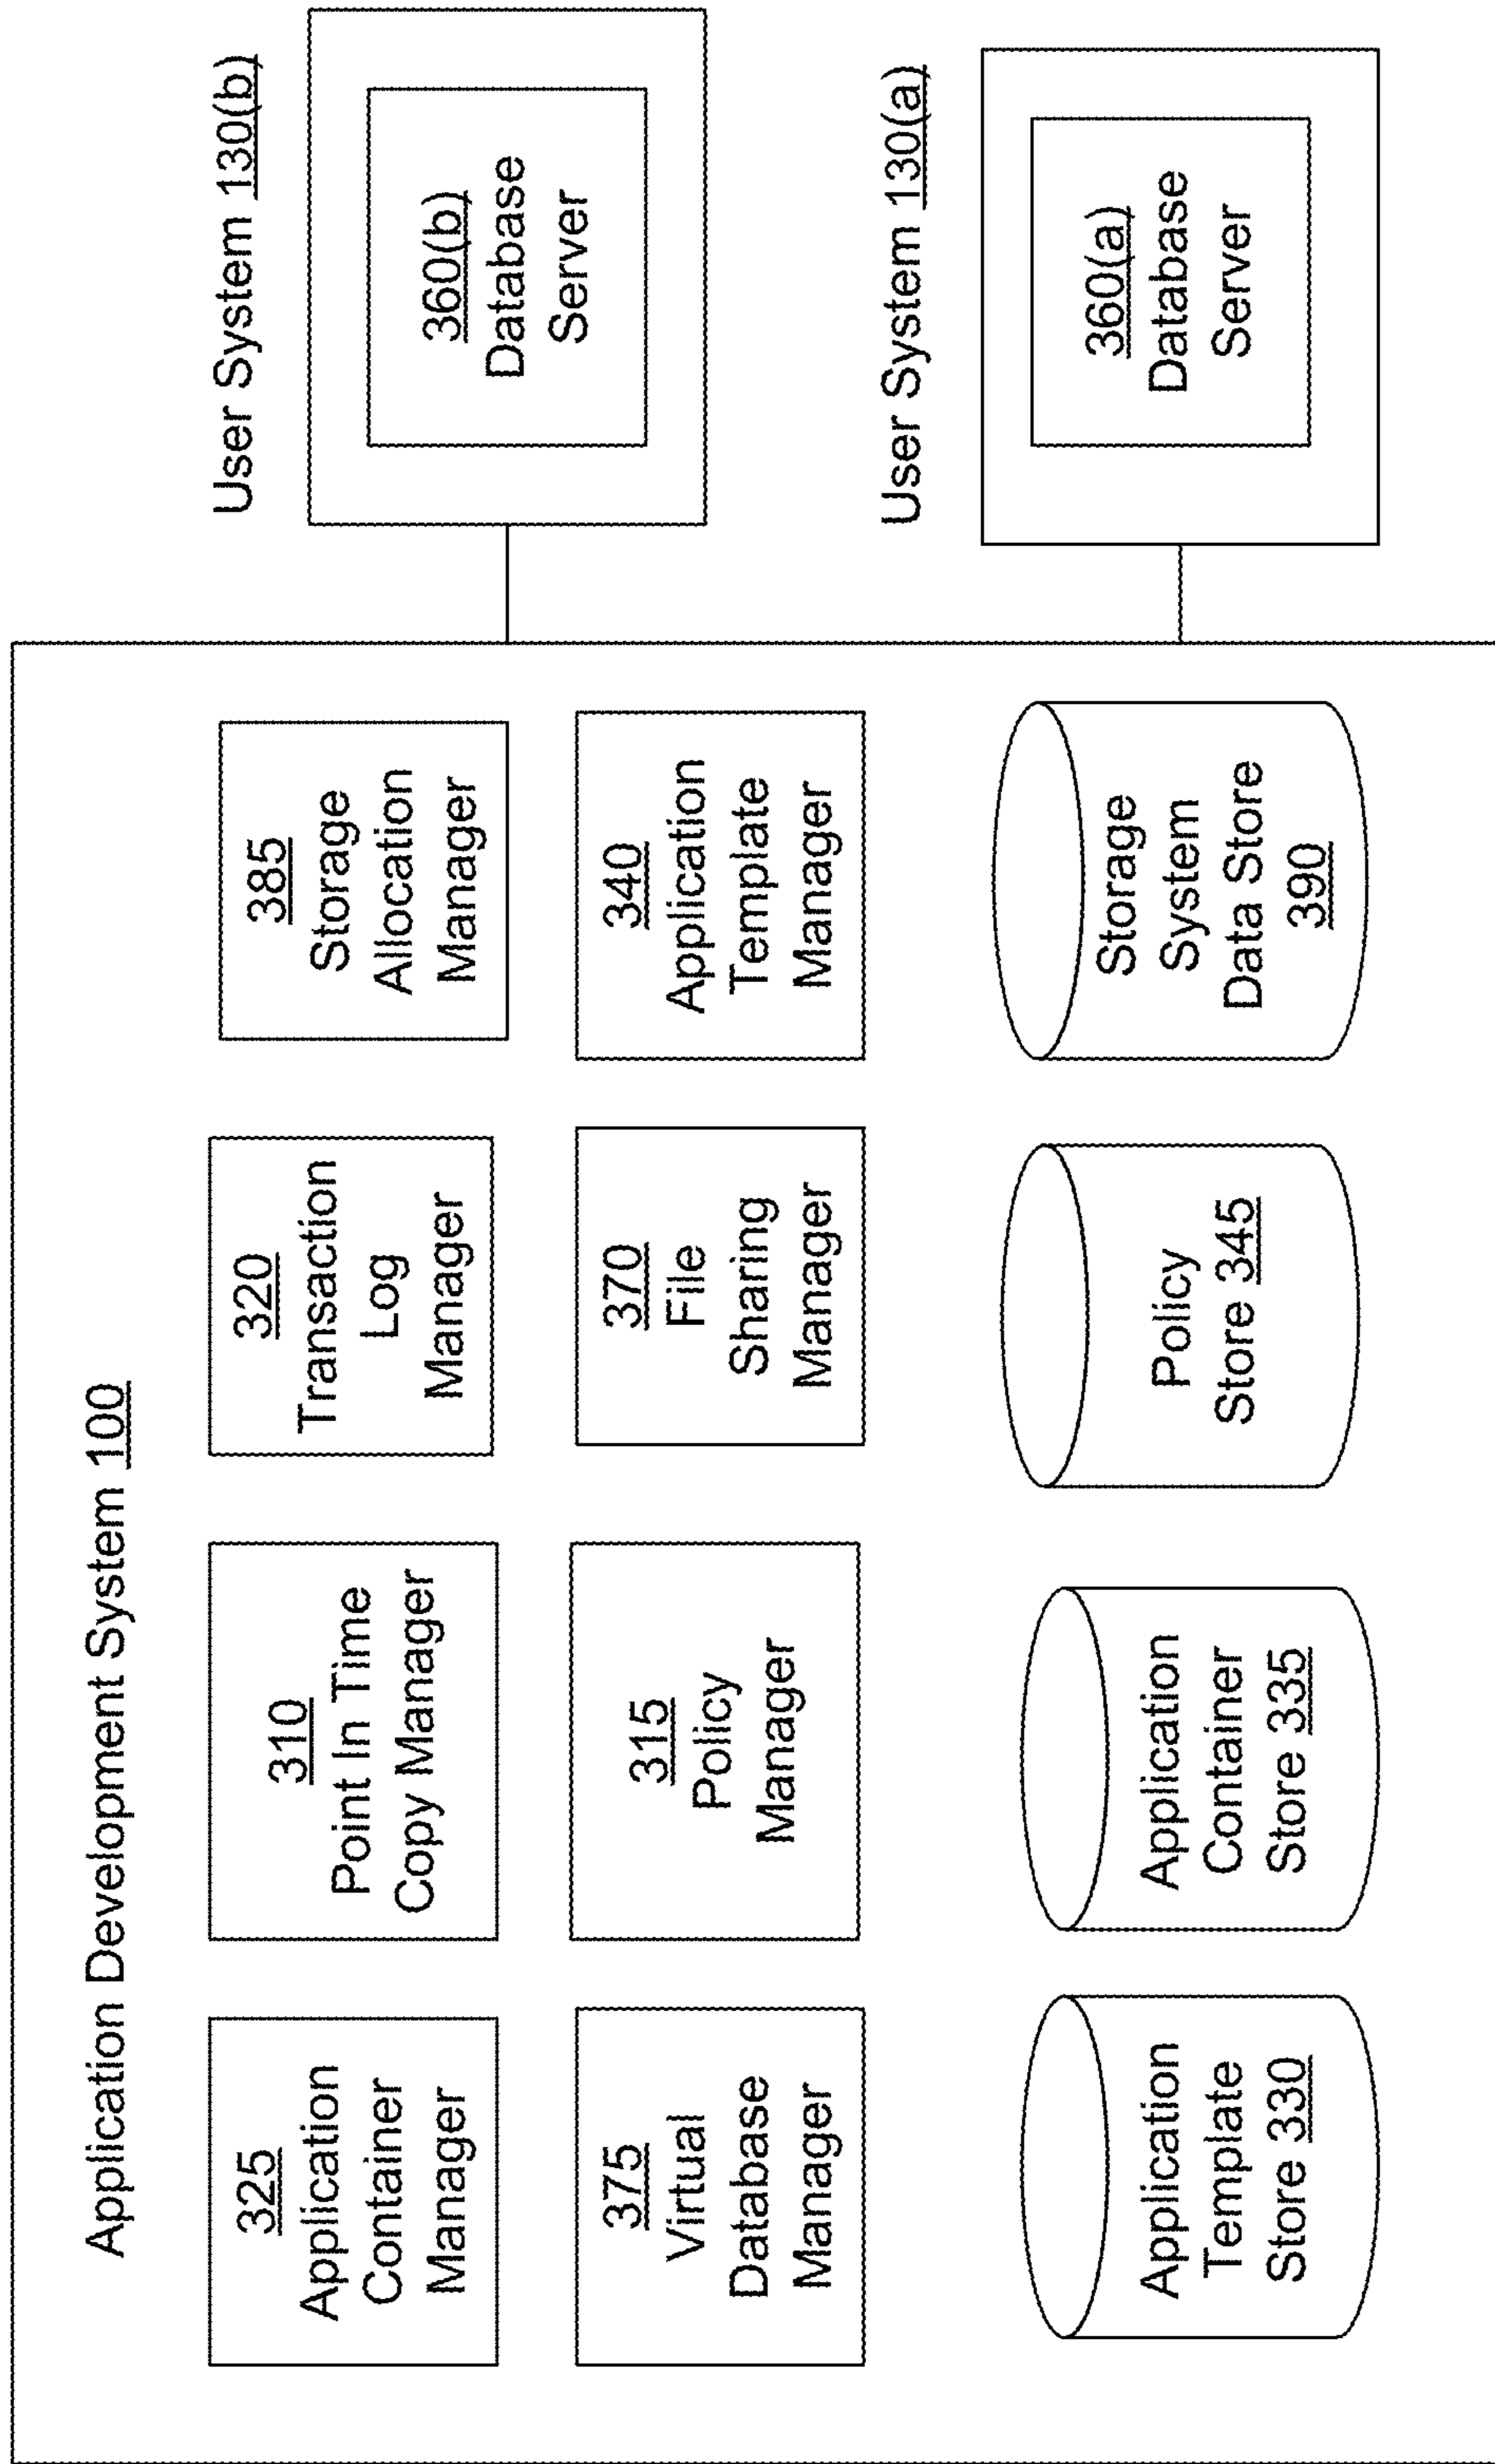 Application Development System 100
325
Application
Container
Manager
310
Point In Time
Copy Manager
320
Transaction
Log
Manager
385
Storage
Allocation
Manager
375
Virtual
Database
Manager
315
Policy
Manager
370
File
Sharing
Manager
340
Application
Template
Manager
Application
Template
Store 330
Application
Container
Store 335
Policy
Store 345
Storage
System
Data Store
390
User System 130(b)
360(b)
Database
Server
User System 130(a)
360(a)
Database
Server